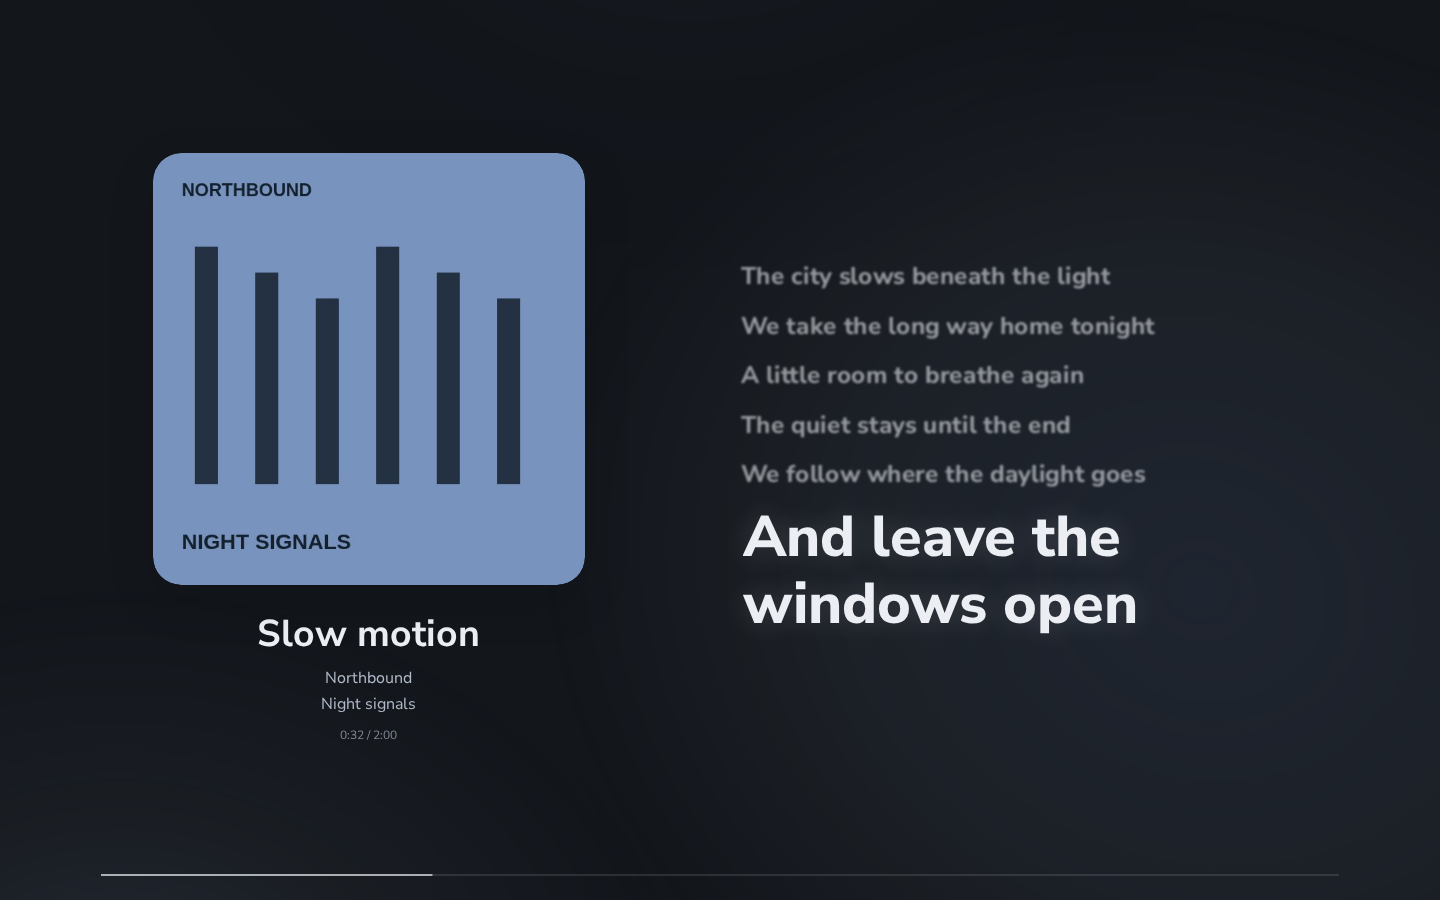 NORTHBOUND
NIGHT SIGNALS
Slow motion
Northbound
Night signals
0:32 / 2:00
The city slows beneath the light
We take the long way home tonight
A little room to breathe again
The quiet stays until the end
We follow where the daylight goes
And leave the
windows open